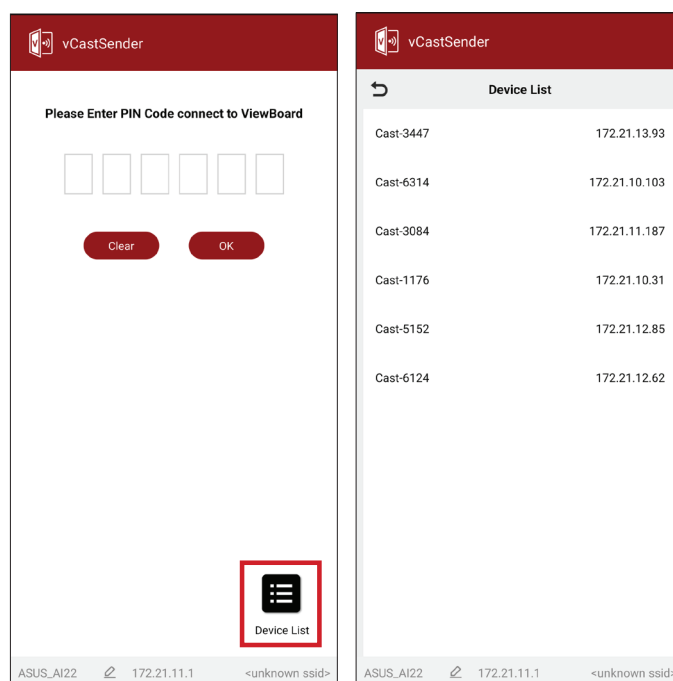 vCastSender
Please Enter PIN Code connect to ViewBoard
Clear
OK
Device List
ASUS_AI22 172.21.11.1 <unknown ssid>
vCastSender
Device List
Cast-3447 172.21.13.93
Cast-6314 172.21.10.103
Cast-3084 172.21.11.187
Cast-1176 172.21.10.31
Cast-5152 172.21.12.85
Cast-6124 172.21.12.62
ASUS_AI22 172.21.11.1 <unknown ssid>